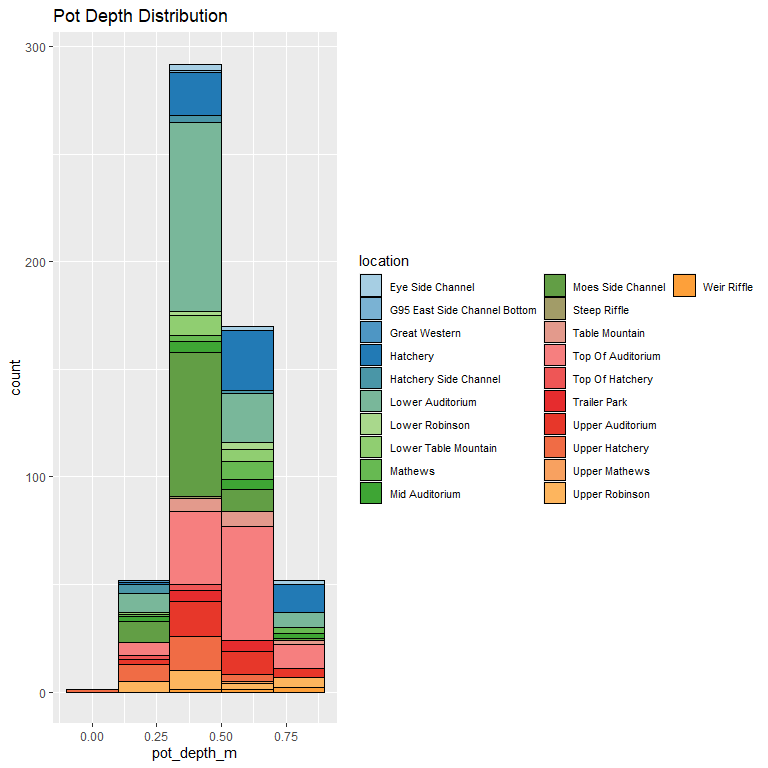 Pot Depth Distribution
300
200
100
0
count
0.00
0.25
0.50
0.75
pot_depth_m
location
Eye Side Channel
G95 East Side Channel Bottom
Great Western
Hatchery
Hatchery Side Channel
Lower Auditorium
Lower Robinson
Lower Table Mountain
Mathews
Mid Auditorium
Moes Side Channel
Steep Riffle
Table Mountain
Top Of Auditorium
Top Of Hatchery
Trailer Park
Upper Auditorium
Upper Hatchery
Upper Mathews
Upper Robinson
Weir Riffle